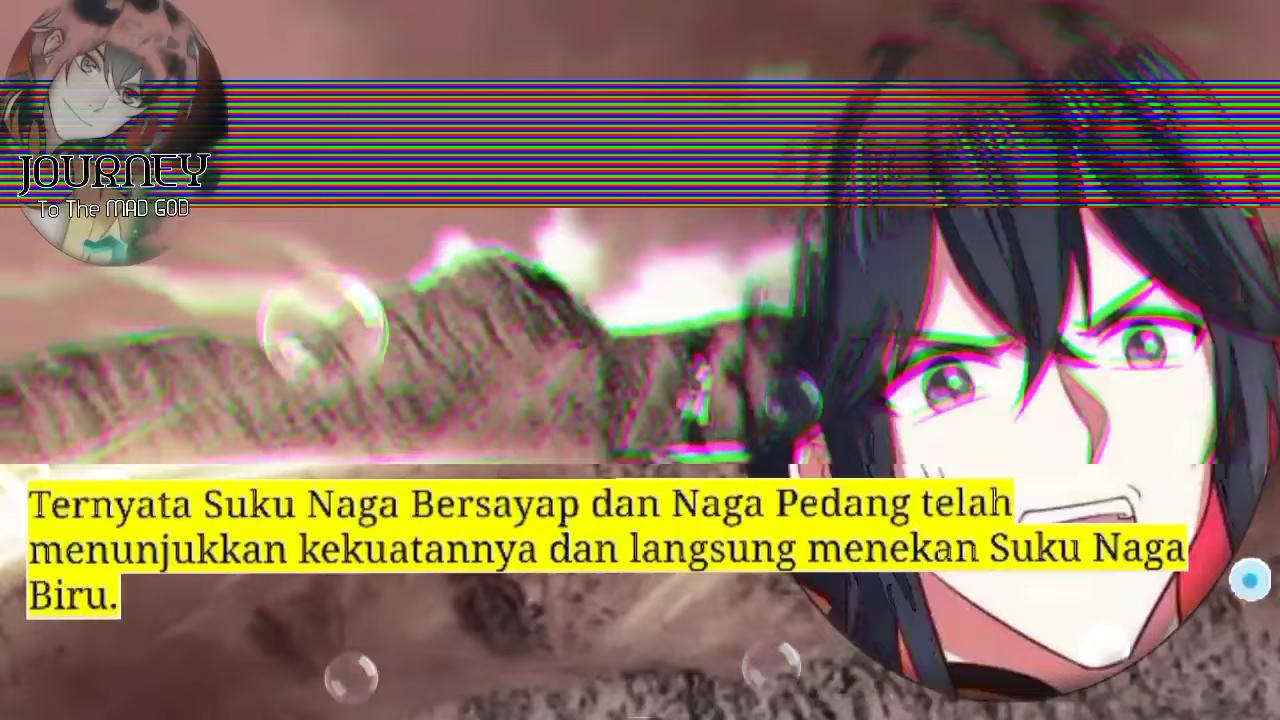 JOURNEY
To The MAD GOD
Ternyata Suku Naga Bersayap dan Naga Pedang telah
menunjukkan kekuatannya dan langsung menekan Suku Naga
Biru.